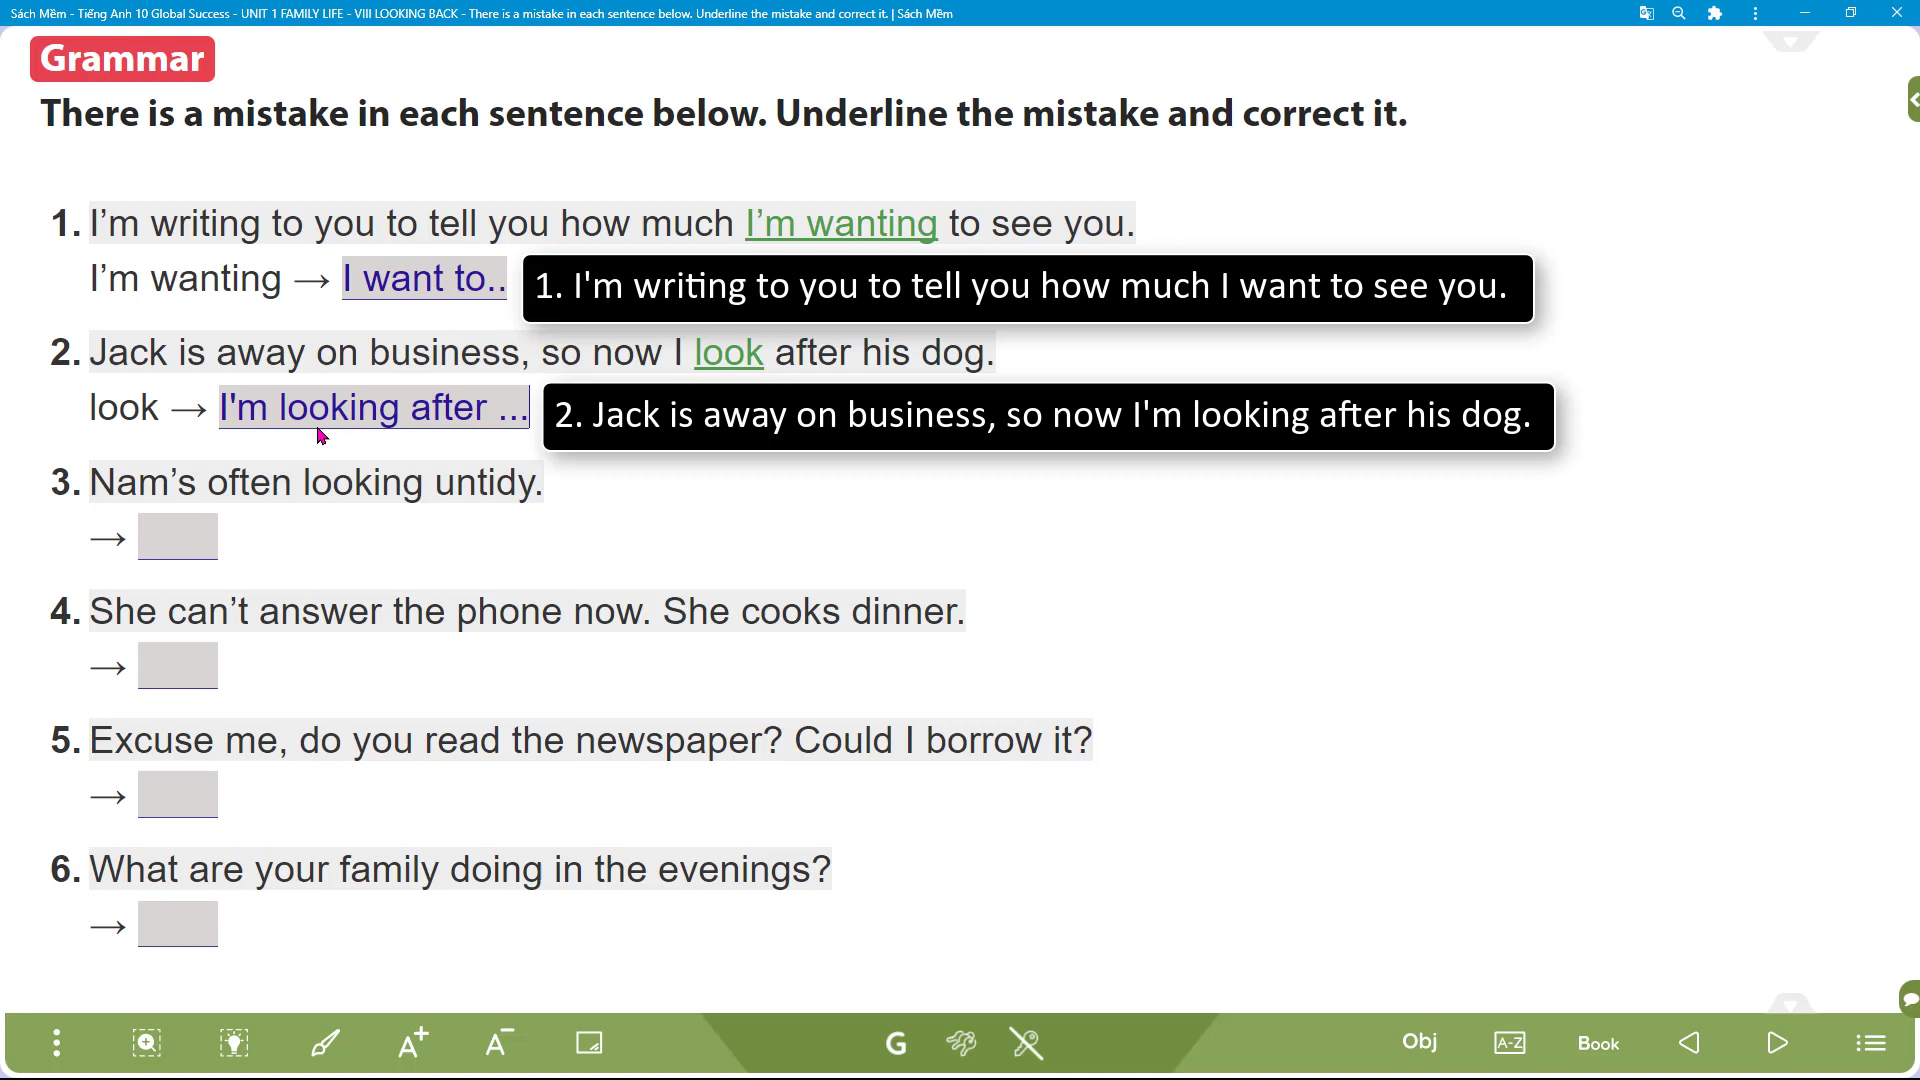 Sách Mềm - Tiếng Anh 10 Global Success - UNIT 1 FAMILY LIFE - VIII LOOKING BACK - There is a mistake in each sentence below. Underline the mistake and correct it. | Sách Mềm
Grammar
There is a mistake in each sentence below. Underline the mistake and correct it.
1. I’m writing to you to tell you how much I’m wanting to see you.
I’m wanting → I want to.. 1. I'm writing to you to tell you how much I want to see you.
2. Jack is away on business, so now I look after his dog.
look → I'm looking after ... 2. Jack is away on business, so now I'm looking after his dog.
3. Nam’s often looking untidy.
→
4. She can’t answer the phone now. She cooks dinner.
→
5. Excuse me, do you read the newspaper? Could I borrow it?
→
6. What are your family doing in the evenings?
→
A+ A− G Obj A-Z Book